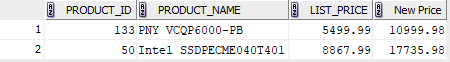 PRODUCT_ID PRODUCT_NAME LIST_PRICE New Price
1 133 PNY VCQP6000-PB 5499.99 10999.98
2 50 Intel SSDPECME040T401 8867.99 17735.98